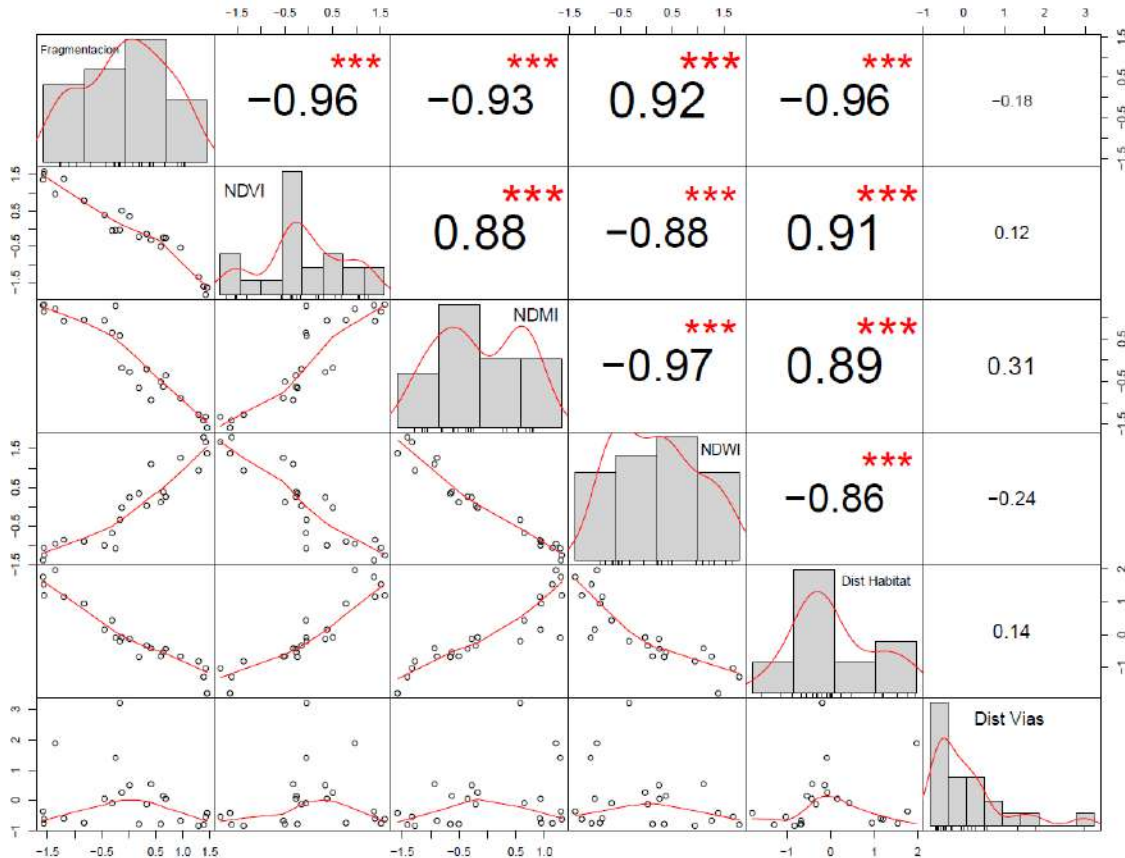 −1.5 −0.5 0.5 1.5 −1.5 −0.5 0.5 1.5 −1 0 1 2 3
Fragmentacion *** −0.96 *** −0.93 *** 0.92 *** −0.96 −0.18 −1.5 −0.5 0.5 1.5
−1.5 −0.5 0.5 1.5 NDVI *** 0.88 *** −0.88 *** 0.91 0.12
NDMI *** −0.97 *** 0.89 0.31 −1.5 −0.5 0.5
−1.5 −0.5 0.5 1.5 NDWI *** −0.86 −0.24
Dist Habitat 0.14 −1 0 1 2
−1 0 1 2 3 Dist Vias
−1.5 −0.5 0.5 1.5 −1.5 −0.5 0.5 1.0 −1 0 1 2